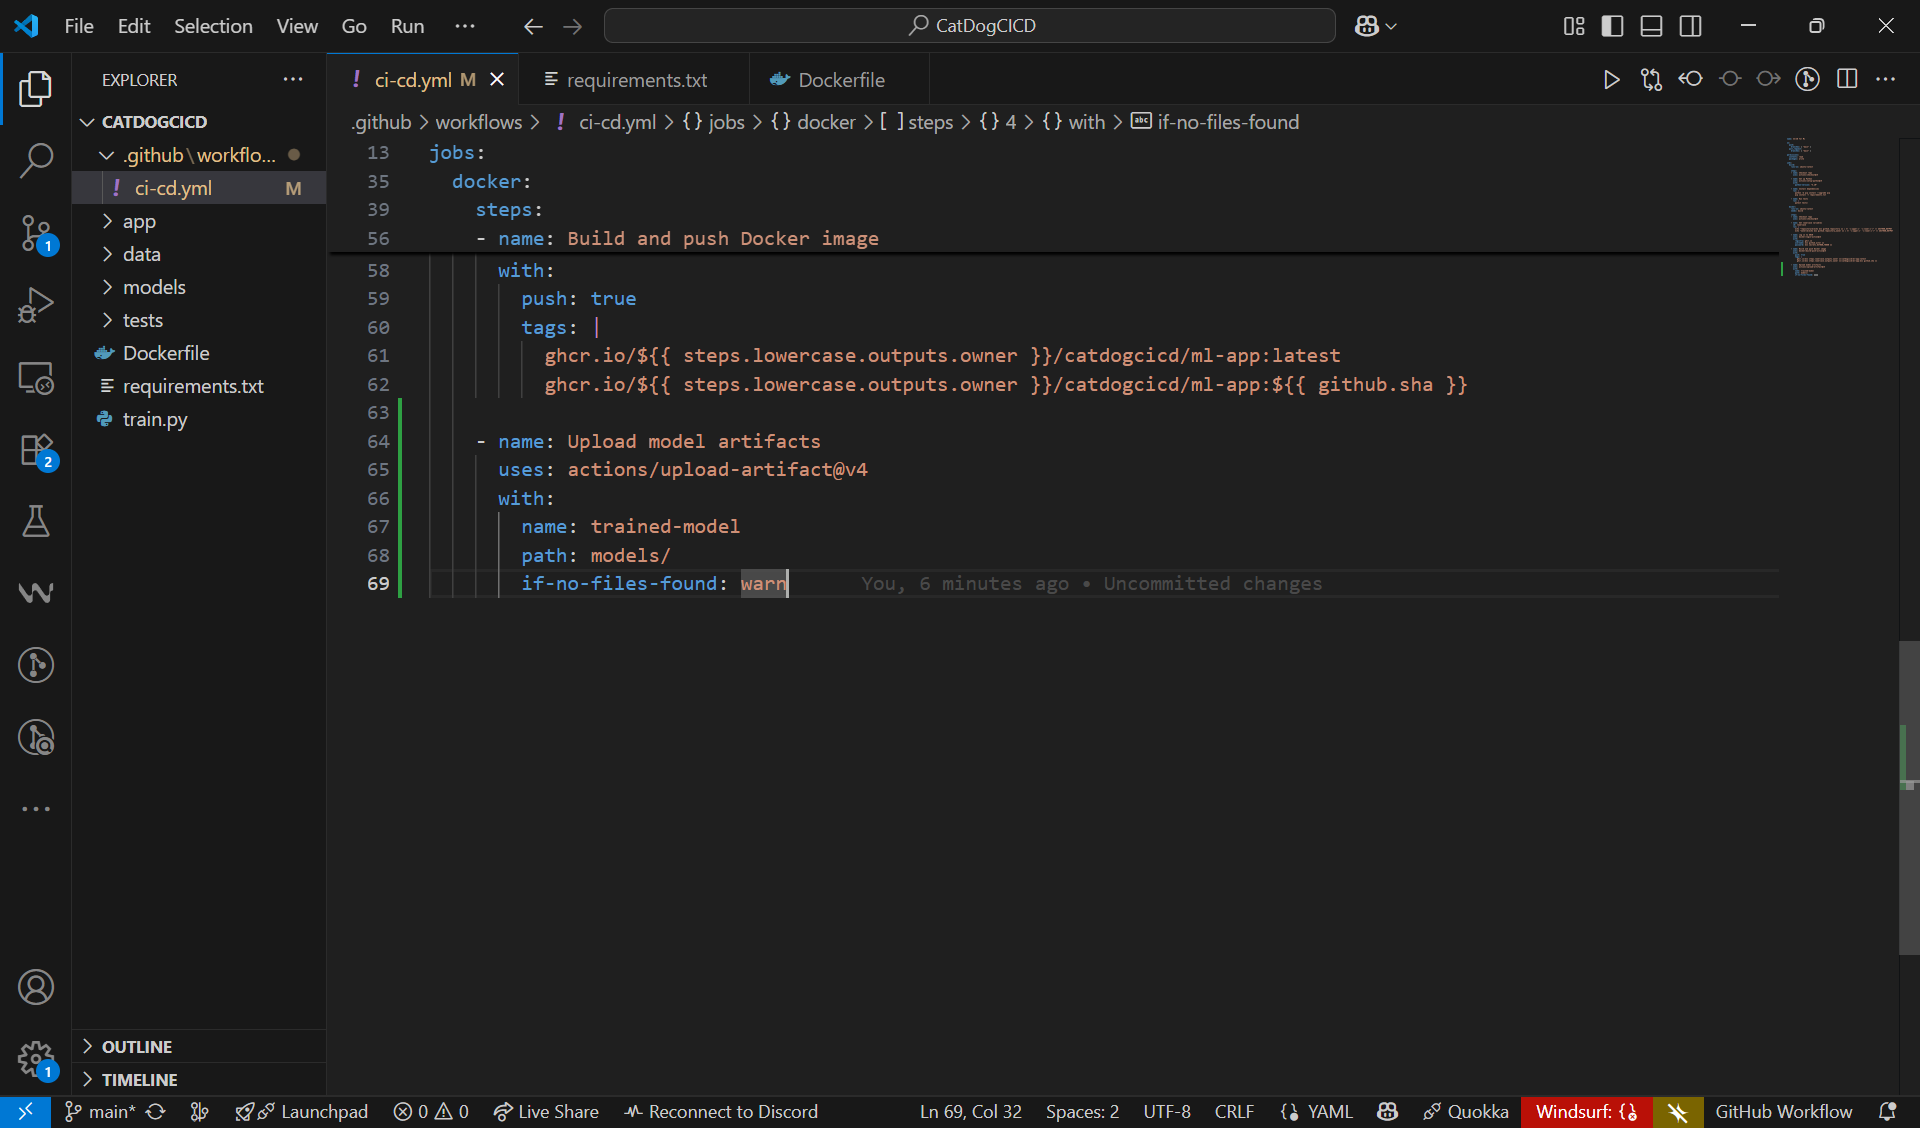 File Edit Selection View Go Run ··· CatDogCICD
EXPLORER
CATDOGCICD
.github\workflo...
ci-cd.yml M
app
data
models
tests
Dockerfile
requirements.txt
train.py
OUTLINE
TIMELINE
1
2
1
ci-cd.yml M requirements.txt Dockerfile
.github > workflows > ! ci-cd.yml > {} jobs > {} docker > [ ] steps > {} 4 > {} with > abc if-no-files-found
13 jobs:
35 docker:
39 steps:
56 - name: Build and push Docker image
58 with:
59 push: true
60 tags: |
61 ghcr.io/${{ steps.lowercase.outputs.owner }}/catdogcicd/ml-app:latest
62 ghcr.io/${{ steps.lowercase.outputs.owner }}/catdogcicd/ml-app:${{ github.sha }}
63
64 - name: Upload model artifacts
65 uses: actions/upload-artifact@v4
66 with:
67 name: trained-model
68 path: models/
69 if-no-files-found: warn You, 6 minutes ago • Uncommitted changes
main* Launchpad 0 0 Live Share Reconnect to Discord Ln 69, Col 32 Spaces: 2 UTF-8 CRLF YAML Quokka Windsurf: {} GitHub Workflow